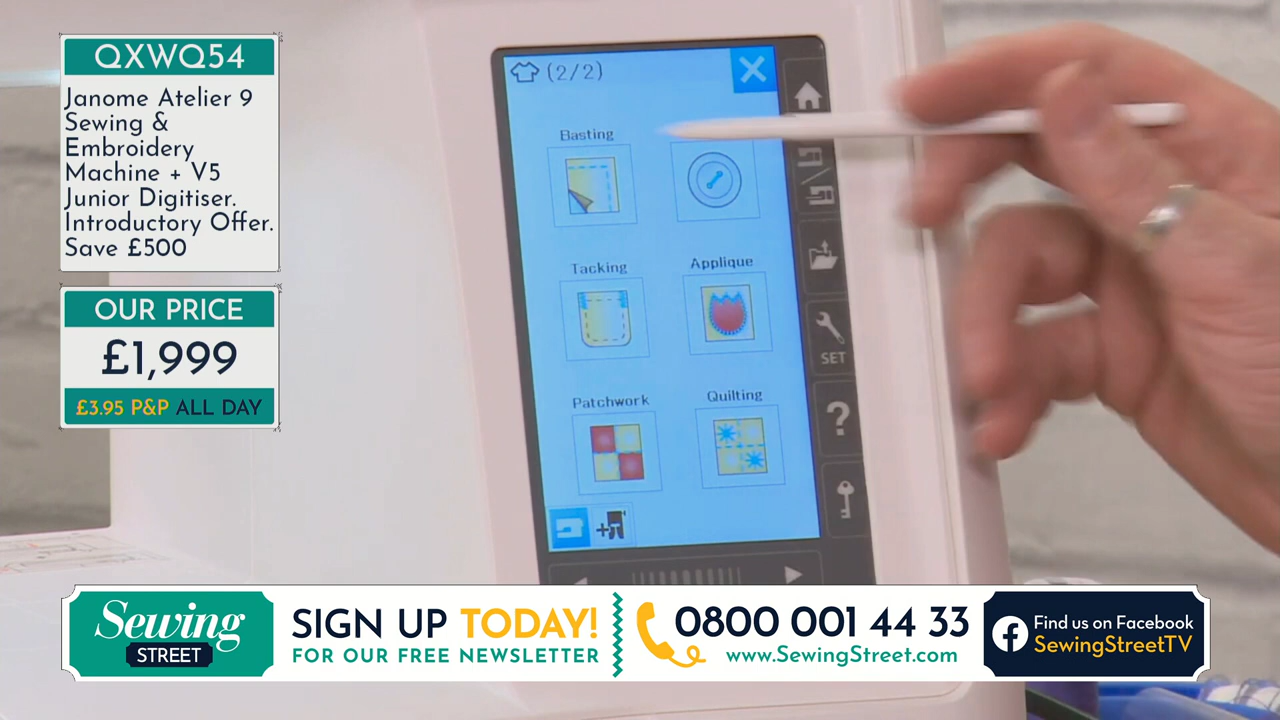 QXWQ54
Janome Atelier 9
Sewing &
Embroidery
Machine + V5
Junior Digitiser.
Introductory Offer.
Save £500
OUR PRICE
£1,999
£3.95 P&P ALL DAY
(2/2)
Basting
Tacking
Applique
Patchwork
Quilting
SET
?
Sewing
STREET
SIGN UP TODAY!
FOR OUR FREE NEWSLETTER
0800 001 44 33
www.SewingStreet.com
Find us on Facebook
SewingStreetTV